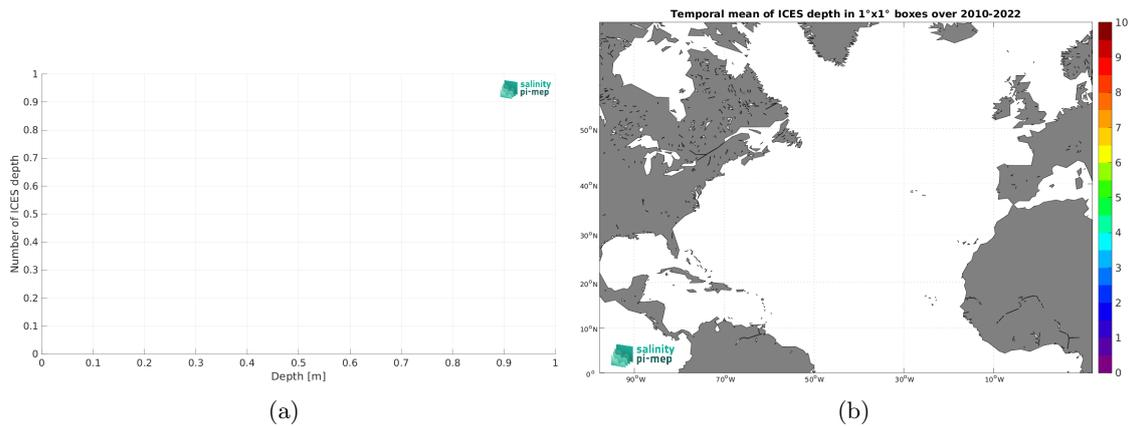 Temporal mean of ICES depth in 1°x1° boxes over 2010-2022
Number of ICES depth
1
0.9
0.8
0.7
0.6
0.5
0.4
0.3
0.2
0.1
0
0 0.1 0.2 0.3 0.4 0.5 0.6 0.7 0.8 0.9 1
Depth [m]
salinity
pi-mep
(a)
50°N
40°N
30°N
20°N
10°N
0°
90°W 70°W 50°W 30°W 10°W
salinity
pi-mep
10
9
8
7
6
5
4
3
2
1
0
(b)